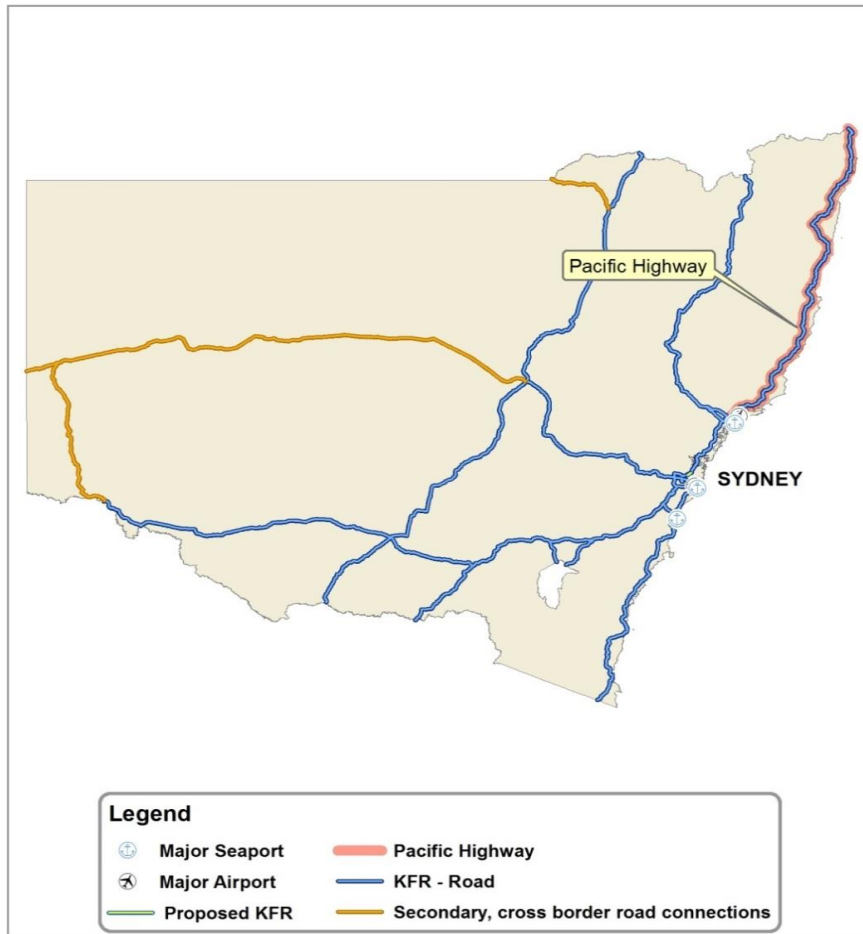 Pacific Highway
SYDNEY
Legend
Major Seaport
Pacific Highway
Major Airport
KFR - Road
Proposed KFR
Secondary, cross border road connections